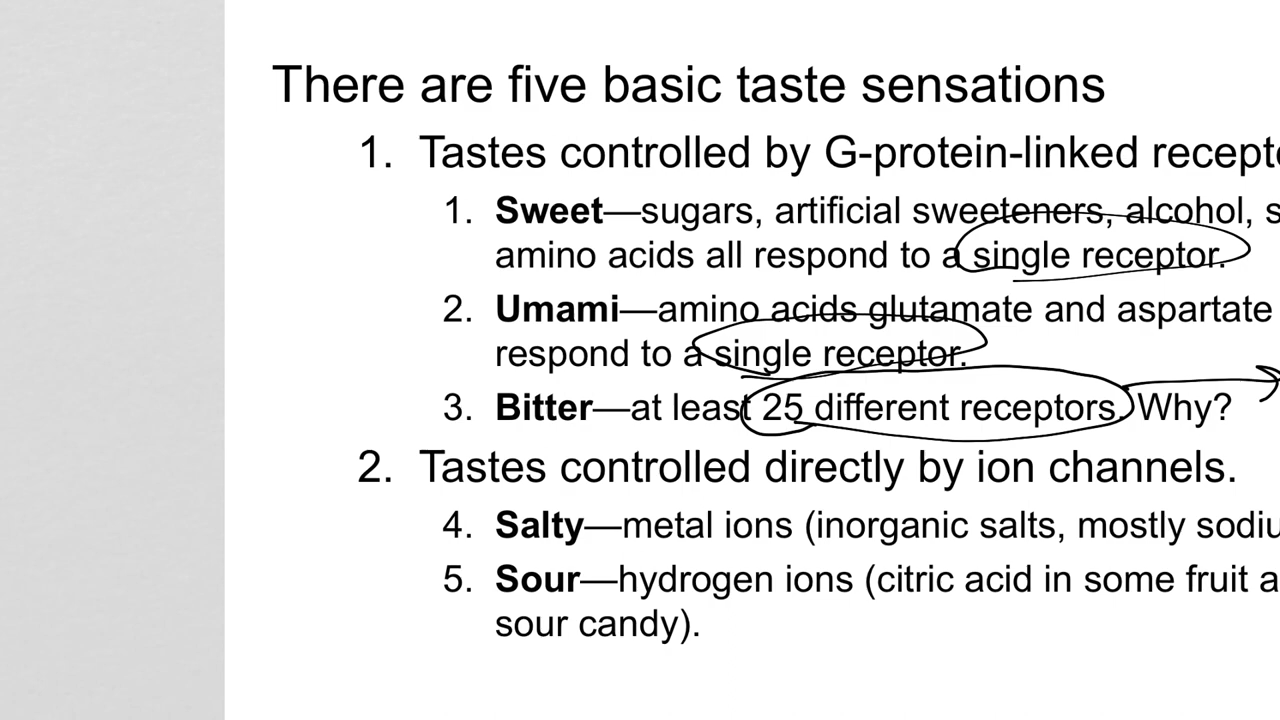 There are five basic taste sensations
1. Tastes controlled by G-protein-linked recept
1. Sweet—sugars, artificial sweeteners, alcohol, s
amino acids all respond to a single receptor.
2. Umami—amino acids glutamate and aspartate
respond to a single receptor.
3. Bitter—at least 25 different receptors. Why?
2. Tastes controlled directly by ion channels.
4. Salty—metal ions (inorganic salts, mostly sodiu
5. Sour—hydrogen ions (citric acid in some fruit a
sour candy).